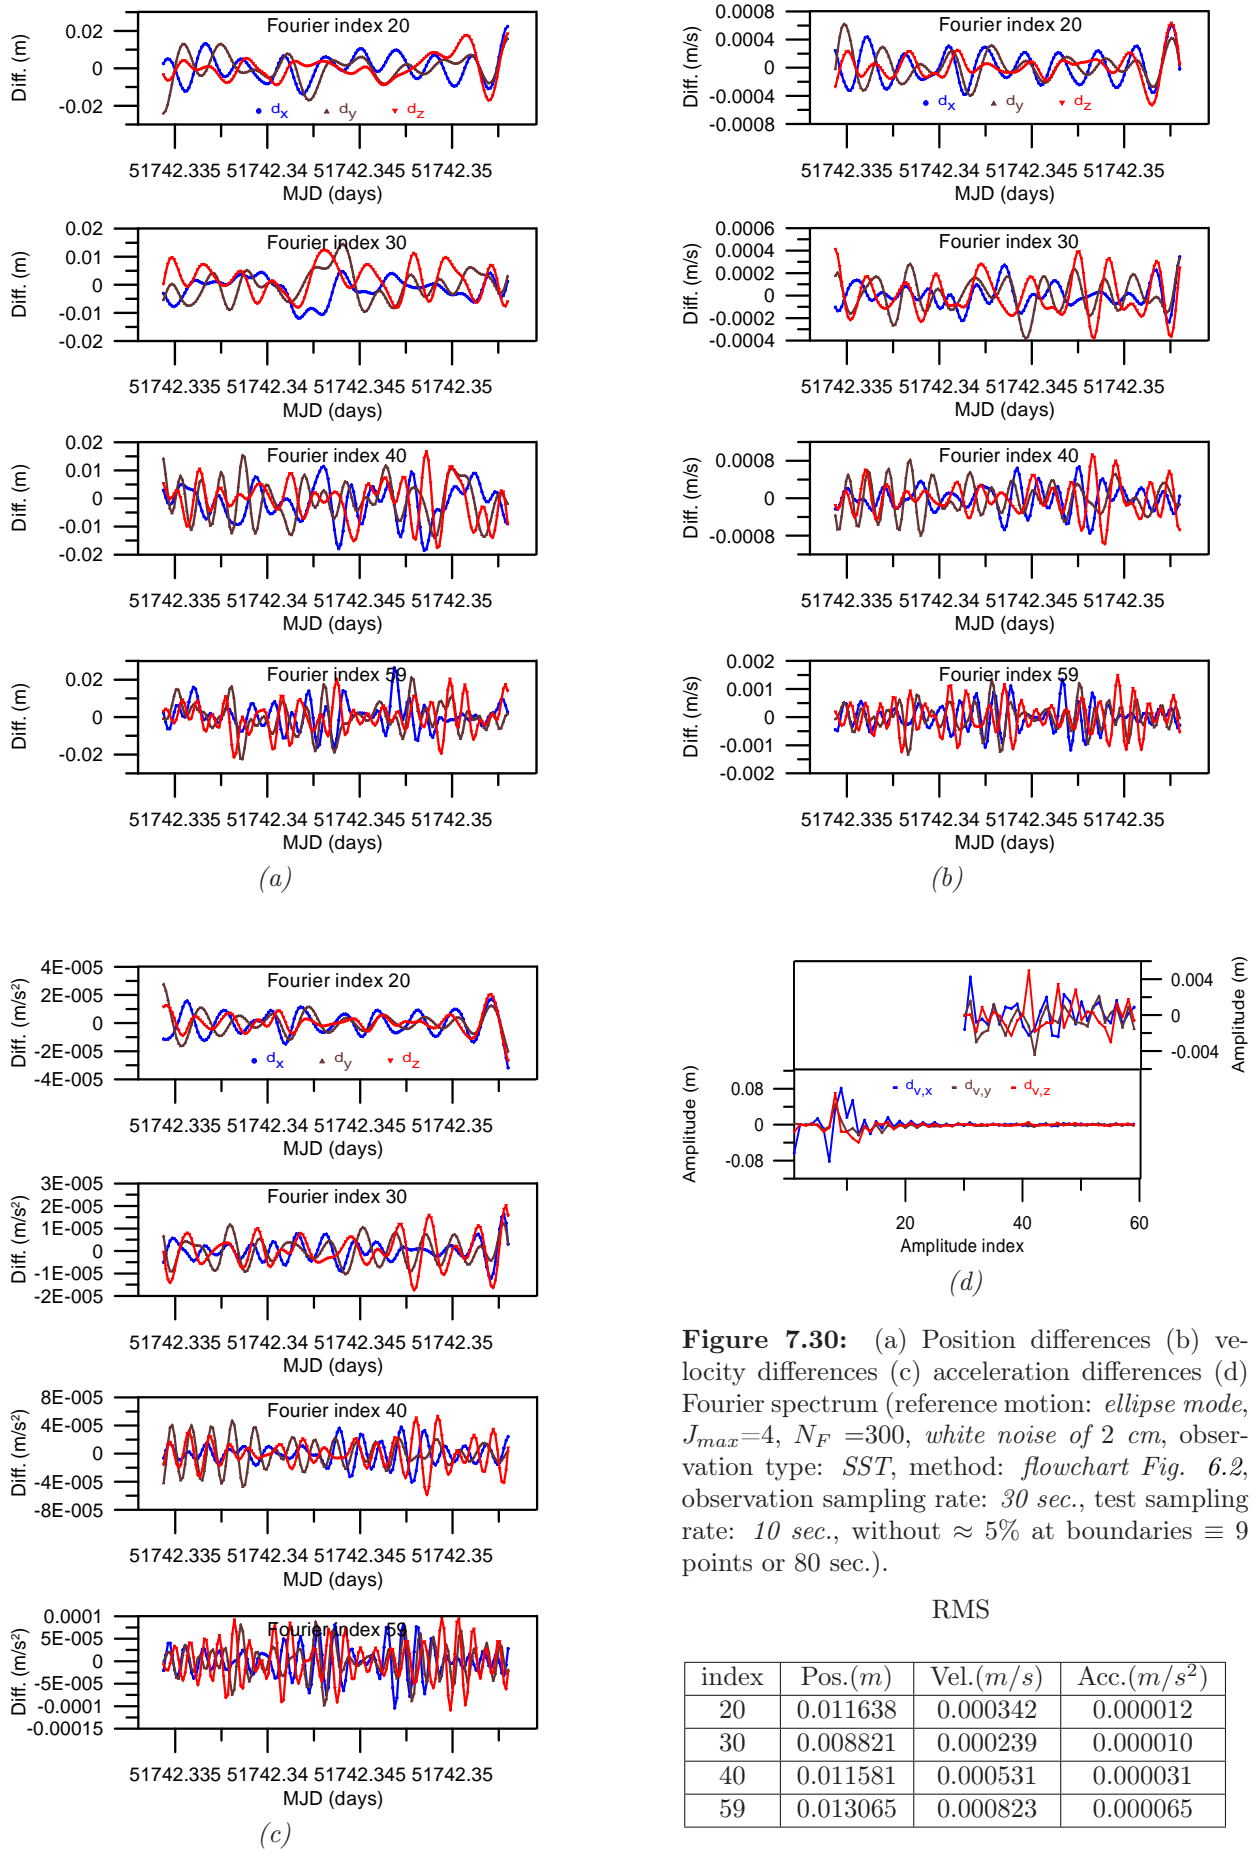 0.02
0
-0.02
Diff. (m)
Fourier index 20
dx dy dz
51742.335 51742.34 51742.345 51742.35
MJD (days)
0.02
0.01
0
-0.01
-0.02
Diff. (m)
Fourier index 30
51742.335 51742.34 51742.345 51742.35
MJD (days)
0.02
0.01
0
-0.01
-0.02
Diff. (m)
Fourier index 40
51742.335 51742.34 51742.345 51742.35
MJD (days)
0.02
0
-0.02
Diff. (m)
Fourier index 59
51742.335 51742.34 51742.345 51742.35
MJD (days)
(a)
0.0008
0.0004
0
-0.0004
-0.0008
Diff. (m/s)
Fourier index 20
dx dy dz
51742.335 51742.34 51742.345 51742.35
MJD (days)
0.0006
0.0004
0.0002
0
-0.0002
-0.0004
Diff. (m/s)
Fourier index 30
51742.335 51742.34 51742.345 51742.35
MJD (days)
0.0008
0
-0.0008
Diff. (m/s)
Fourier index 40
51742.335 51742.34 51742.345 51742.35
MJD (days)
0.002
0.001
0
-0.001
-0.002
Diff. (m/s)
Fourier index 59
51742.335 51742.34 51742.345 51742.35
MJD (days)
(b)
4E-005
2E-005
0
-2E-005
-4E-005
Diff. (m/s²)
Fourier index 20
dx dy dz
51742.335 51742.34 51742.345 51742.35
MJD (days)
3E-005
2E-005
1E-005
0
-1E-005
-2E-005
Diff. (m/s²)
Fourier index 30
51742.335 51742.34 51742.345 51742.35
MJD (days)
8E-005
4E-005
0
-4E-005
-8E-005
Diff. (m/s²)
Fourier index 40
51742.335 51742.34 51742.345 51742.35
MJD (days)
0.0001
5E-005
0
-5E-005
-0.0001
-0.00015
Diff. (m/s²)
Fourier index 59
51742.335 51742.34 51742.345 51742.35
MJD (days)
(c)
0.004
0
-0.004
Amplitude (m)
0.08
0
-0.08
Amplitude (m)
dv,x dv,y dv,z
20 40 60
Amplitude index
(d)
Figure 7.30: (a) Position differences (b) ve-
locity differences (c) acceleration differences (d)
Fourier spectrum (reference motion: ellipse mode,
Jmax=4, NF =300, white noise of 2 cm, obser-
vation type: SST, method: flowchart Fig. 6.2,
observation sampling rate: 30 sec., test sampling
rate: 10 sec., without ≈ 5% at boundaries ≡ 9
points or 80 sec.).
RMS
index Pos.(m) Vel.(m/s) Acc.(m/s²)
20 0.011638 0.000342 0.000012
30 0.008821 0.000239 0.000010
40 0.011581 0.000531 0.000031
59 0.013065 0.000823 0.000065